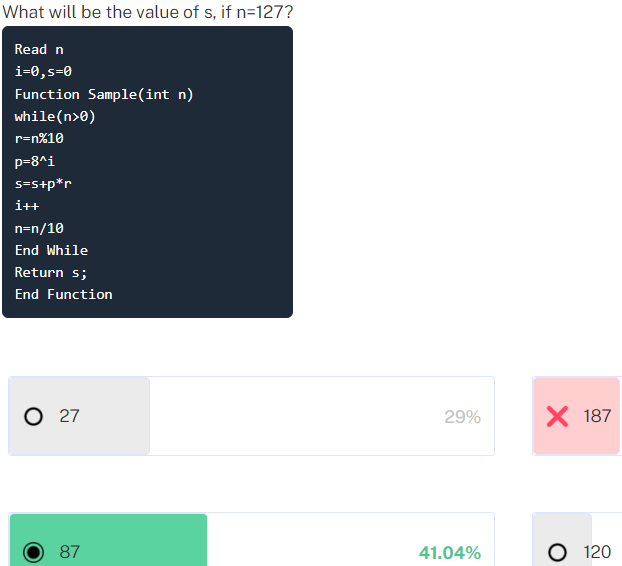 What will be the value of s, if n=127?
Read n
i=0,s=0
Function Sample(int n)
while(n>0)
r=n%10
p=8^i
s=s+p*r
i++
n=n/10
End While
Return s;
End Function
27 29%
187
87 41.04%
120